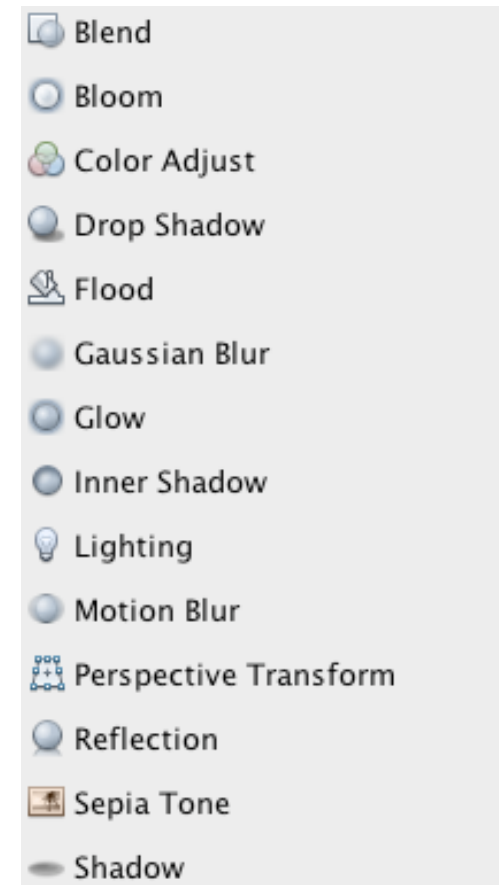 Blend
Bloom
Color Adjust
Drop Shadow
Flood
Gaussian Blur
Glow
Inner Shadow
Lighting
Motion Blur
Perspective Transform
Reflection
Sepia Tone
Shadow